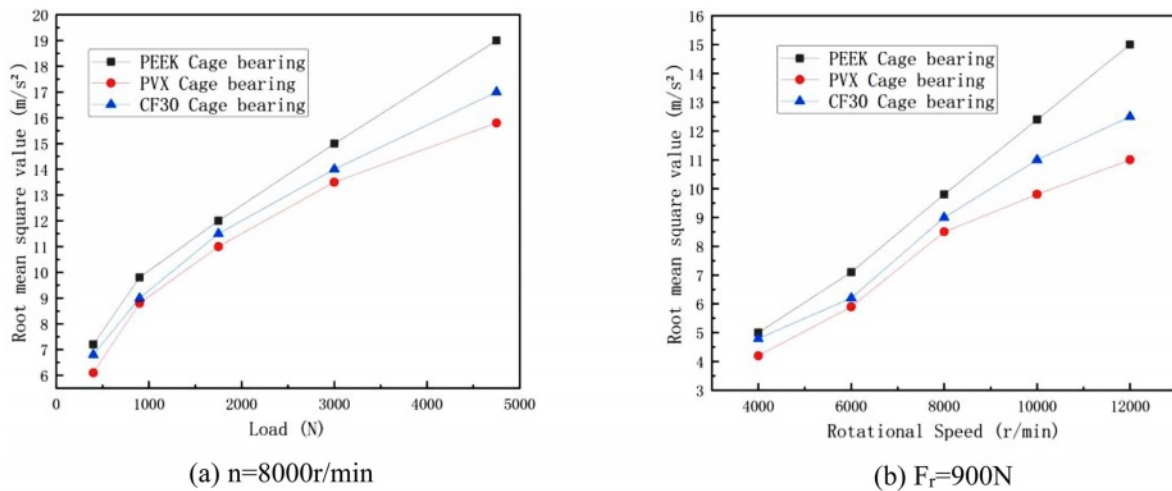 20
19
18
17
16
15
14
13
12
11
10
9
8
7
6
Root mean square value (m/s²)
PEEK Cage bearing
PVX Cage bearing
CF30 Cage bearing
0 1000 2000 3000 4000 5000
Load (N)
(a) n=8000r/min
16
15
14
13
12
11
10
9
8
7
6
5
4
3
Root mean square value (m/s²)
PEEK Cage bearing
PVX Cage bearing
CF30 Cage bearing
4000 6000 8000 10000 12000
Rotational Speed (r/min)
(b) Fr=900N